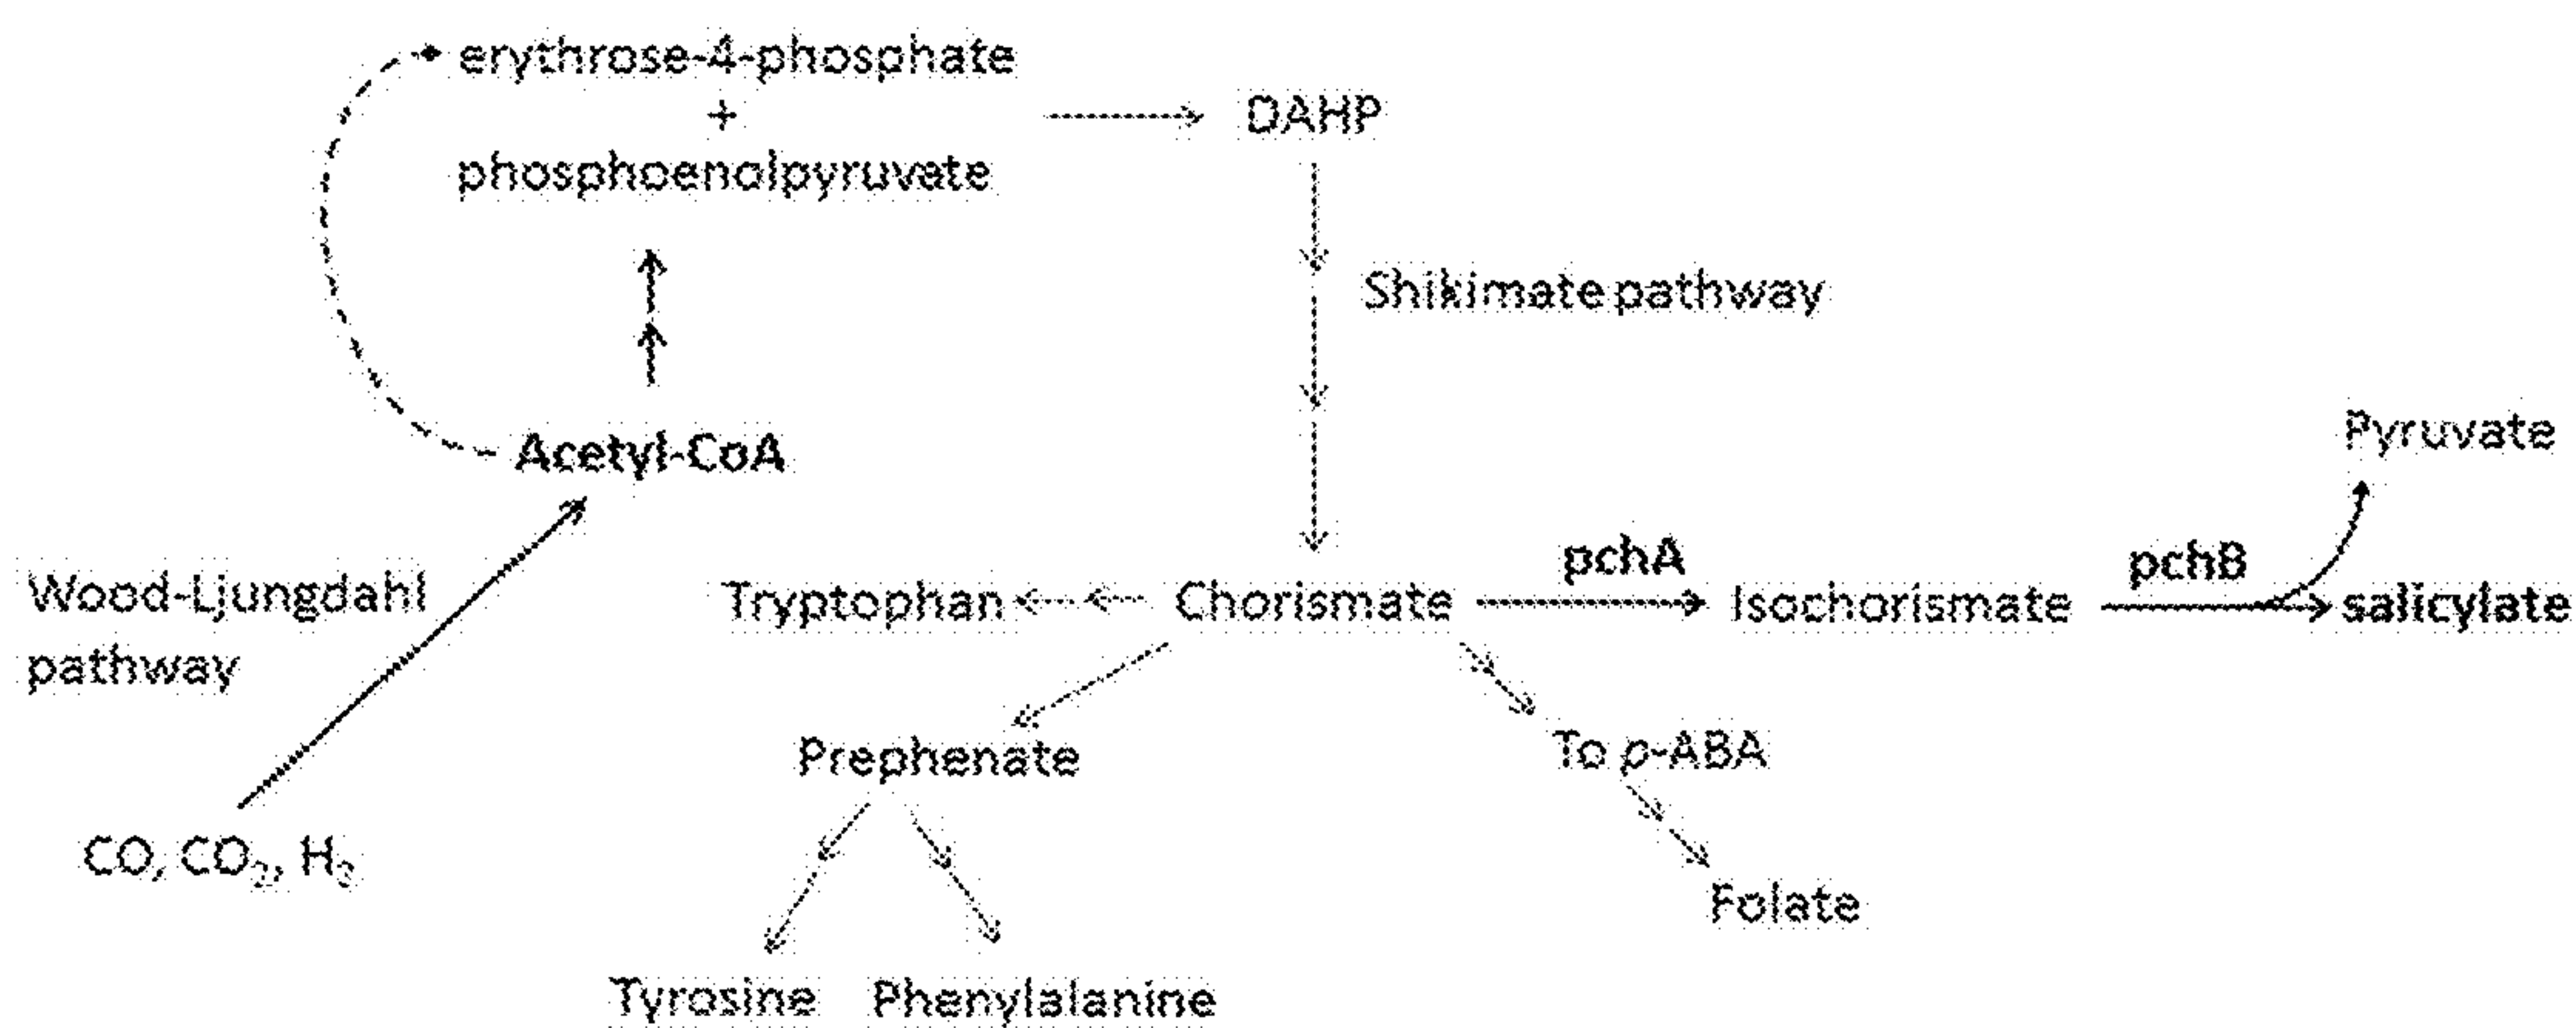 erythrose-4-phosphate
+
phosphoenolpyruvate
DAHP
Shikimate pathway
Acetyl-CoA
Pyruvate
Wood-Ljungdahl
pathway
Tryptophan
Chorismate
pchA
Isochorismate
pchB
salicylate
Prephenate
To p-ABA
CO, CO₂, H₂
Folate
Tyrosine
Phenylalanine